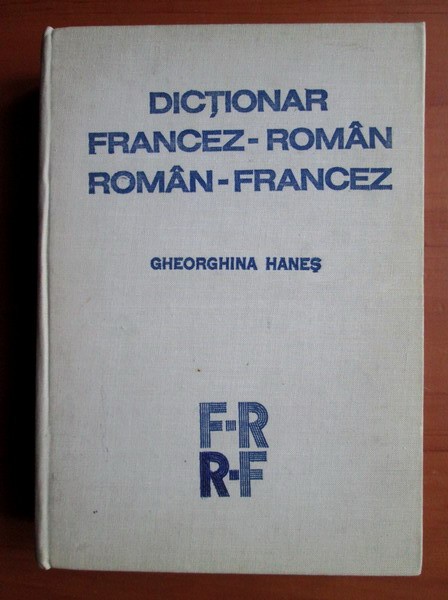 DICȚIONAR
FRANCEZ-ROMÂN
ROMÂN-FRANCEZ
GHEORGHINA HANEȘ
F-R
R-F